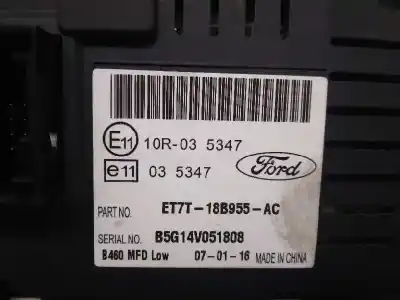 E11 10R-03 5347
e11 03 5347
Ford
PART NO. ET7T-18B955-AC
SERIAL NO. B5G14V051808
B460 MFD Low 07-01-16 MADE IN CHINA